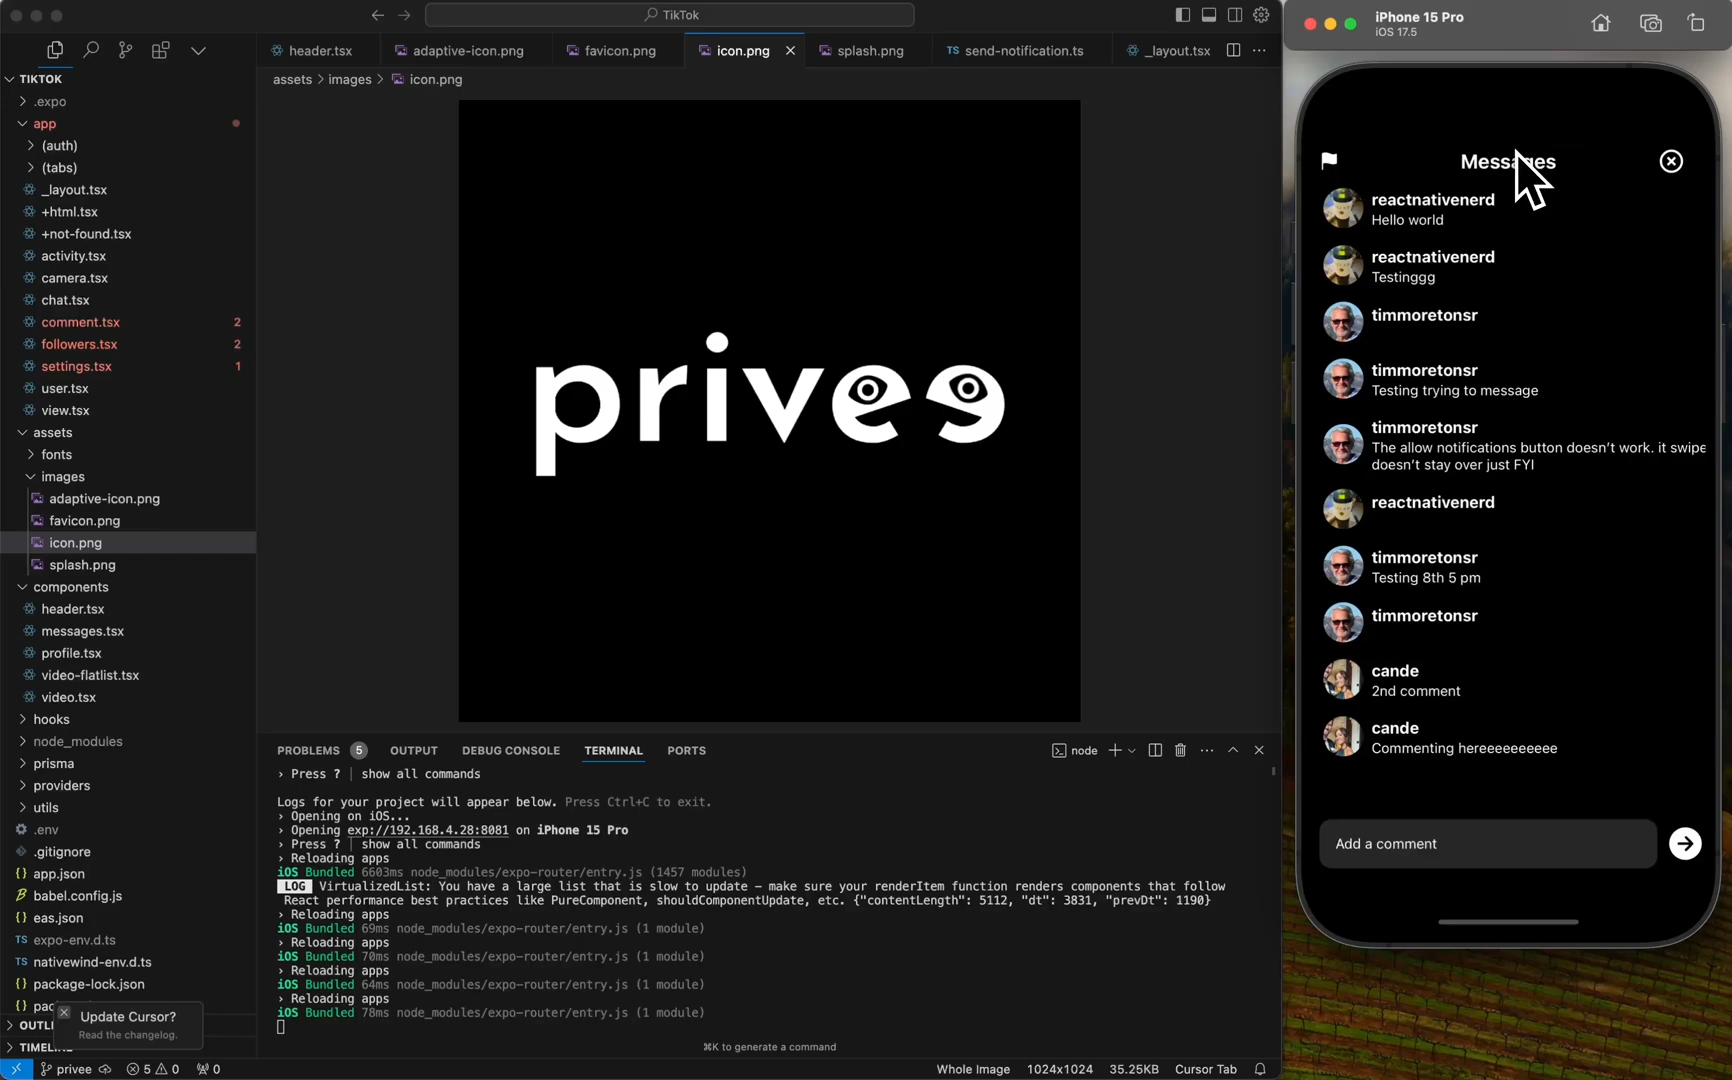 TikTok
TIKTOK
.expo
app
(auth)
(tabs)
_layout.tsx
+html.tsx
+not-found.tsx
activity.tsx
camera.tsx
chat.tsx
comment.tsx 2
followers.tsx 2
settings.tsx 1
user.tsx
view.tsx
assets
fonts
images
adaptive-icon.png
favicon.png
icon.png
splash.png
components
header.tsx
messages.tsx
profile.tsx
video-flatlist.tsx
video.tsx
hooks
node_modules
prisma
providers
utils
.env
.gitignore
app.json
babel.config.js
eas.json
TS expo-env.d.ts
TS nativewind-env.d.ts
package-lock.json
Update Cursor?
Read the changelog.
header.tsx adaptive-icon.png favicon.png icon.png splash.png TS send-notification.ts _layout.tsx
assets > images > icon.png
privee
PROBLEMS 5 OUTPUT DEBUG CONSOLE TERMINAL PORTS node
› Press ? | show all commands
Logs for your project will appear below. Press Ctrl+C to exit.
› Opening on iOS...
› Opening exp://192.168.4.28:8081 on iPhone 15 Pro
› Press ? | show all commands
› Reloading apps
iOS Bundled 6603ms node_modules/expo-router/entry.js (1457 modules)
LOG VirtualizedList: You have a large list that is slow to update – make sure your renderItem function renders components that follow
React performance best practices like PureComponent, shouldComponentUpdate, etc. {"contentLength": 5112, "dt": 3831, "prevDt": 1190}
› Reloading apps
iOS Bundled 69ms node_modules/expo-router/entry.js (1 module)
› Reloading apps
iOS Bundled 70ms node_modules/expo-router/entry.js (1 module)
› Reloading apps
iOS Bundled 64ms node_modules/expo-router/entry.js (1 module)
› Reloading apps
iOS Bundled 78ms node_modules/expo-router/entry.js (1 module)
⌘K to generate a command
privee 5 0 0 Whole Image 1024x1024 35.25KB Cursor Tab
iPhone 15 Pro
iOS 17.5
Messages
reactnativenerd
Hello world
reactnativenerd
Testinggg
timmoretonsr
timmoretonsr
Testing trying to message
timmoretonsr
The allow notifications button doesn't work. it swipe
doesn't stay over just FYI
reactnativenerd
timmoretonsr
Testing 8th 5 pm
timmoretonsr
cande
2nd comment
cande
Commenting hereeeeeeeeee
Add a comment